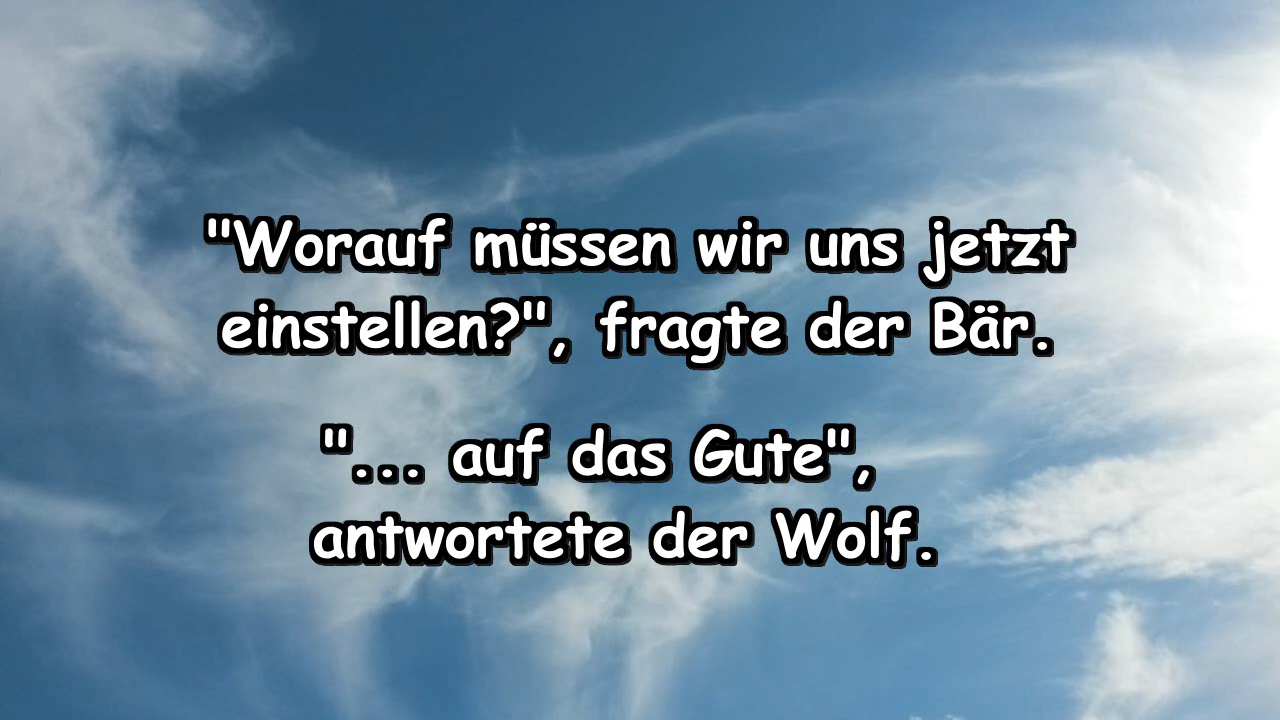 "Worauf müssen wir uns jetzt
einstellen?", fragte der Bär.
"... auf das Gute",
antwortete der Wolf.